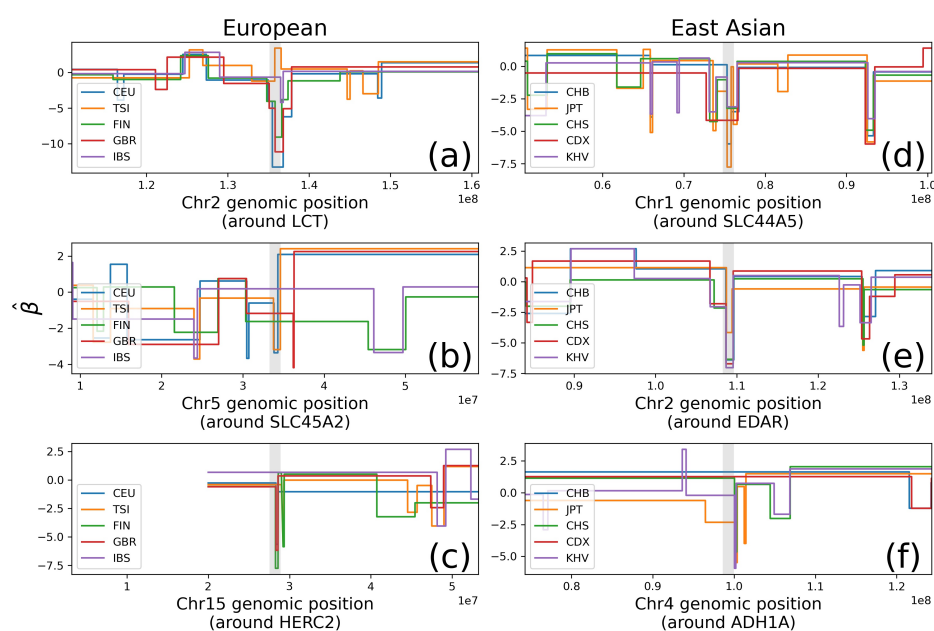 European
East Asian
0
−5
−10
CEU
TSI
FIN
GBR
IBS
(a)
1.2 1.3 1.4 1.5 1.6
1e8
Chr2 genomic position
(around LCT)
0.0
−2.5
−5.0
−7.5
CHB
JPT
CHS
CDX
KHV
(d)
0.6 0.7 0.8 0.9 1.0
1e8
Chr1 genomic position
(around SLC44A5)
β̂
2
0
−2
−4
CEU
TSI
FIN
GBR
IBS
(b)
1 2 3 4 5
1e7
Chr5 genomic position
(around SLC45A2)
2.5
0.0
−2.5
−5.0
−7.5
CHB
JPT
CHS
CDX
KHV
(e)
0.9 1.0 1.1 1.2 1.3
1e8
Chr2 genomic position
(around EDAR)
2.5
0.0
−2.5
−5.0
−7.5
CEU
TSI
FIN
GBR
IBS
(c)
1 2 3 4 5
1e7
Chr15 genomic position
(around HERC2)
2.5
0.0
−2.5
−5.0
CHB
JPT
CHS
CDX
KHV
(f)
0.8 0.9 1.0 1.1 1.2
1e8
Chr4 genomic position
(around ADH1A)